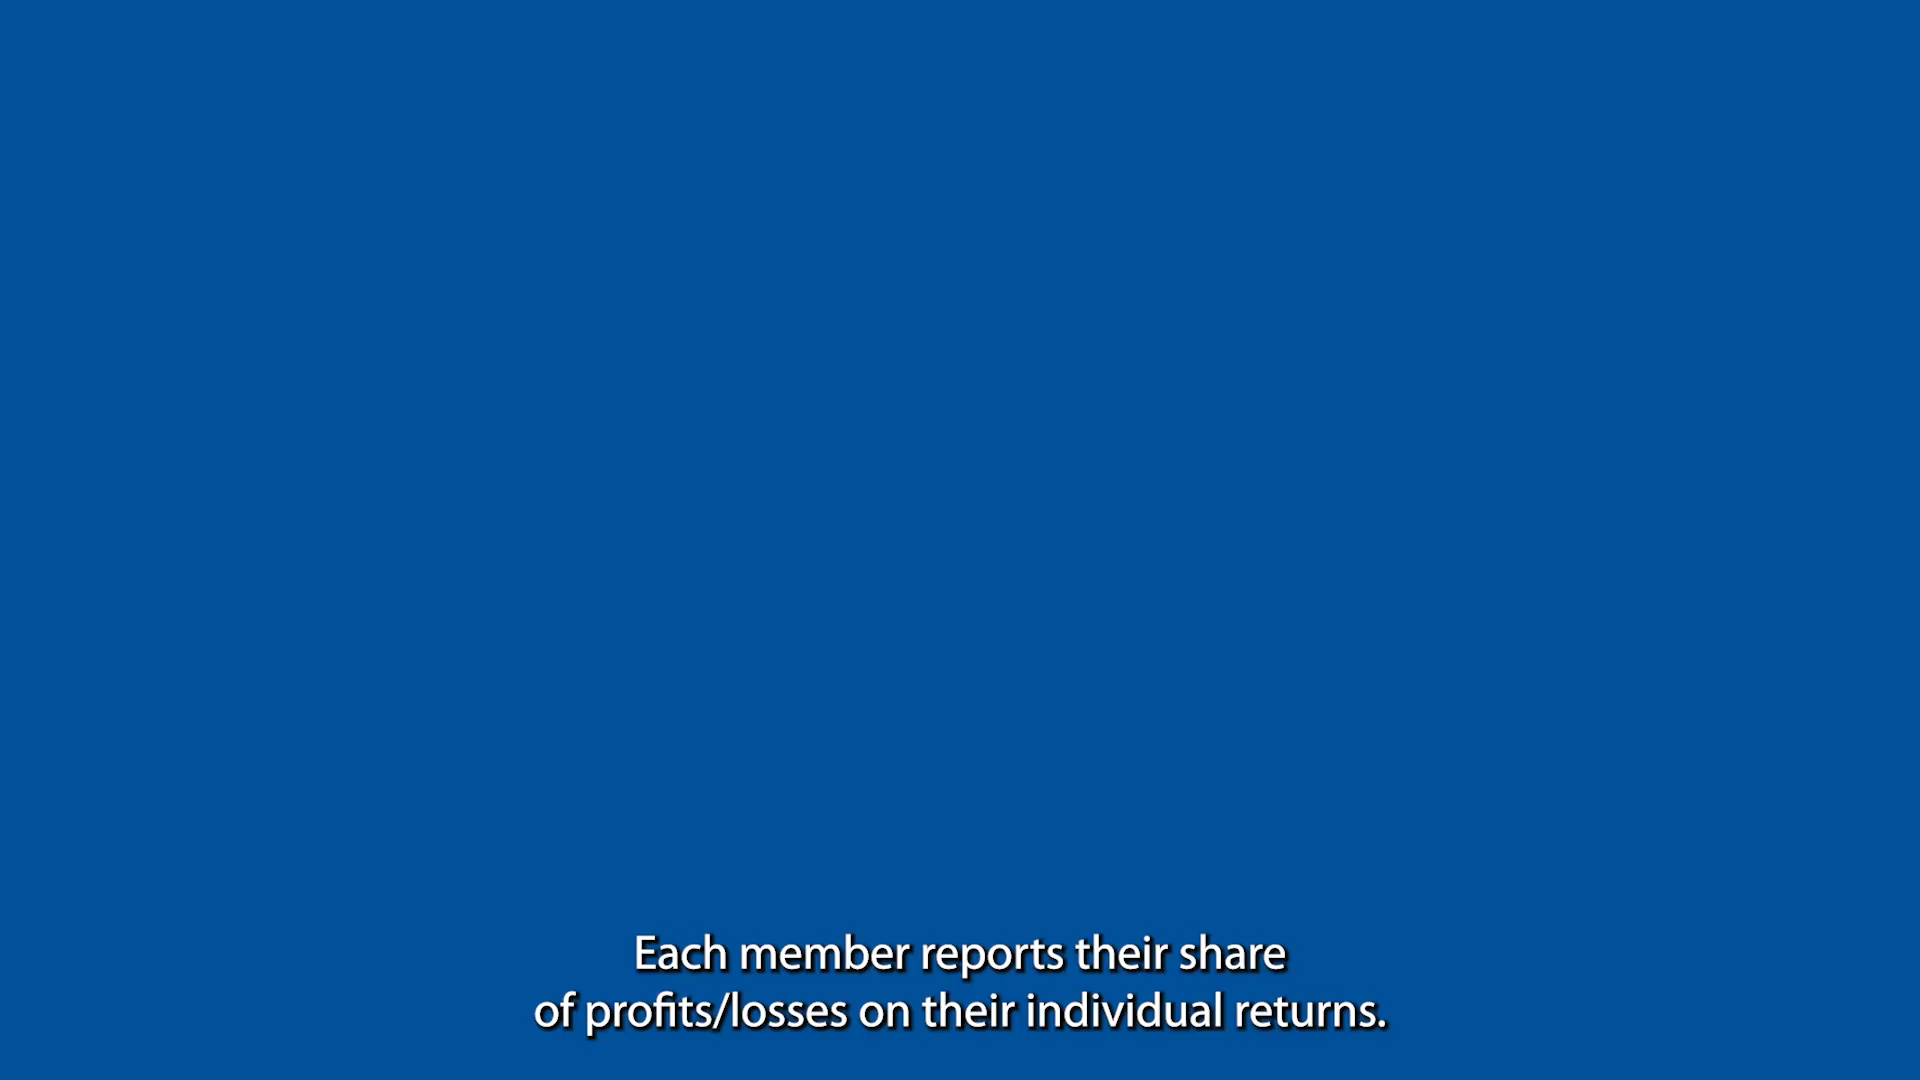 Each member reports their share
of profits/losses on their individual returns.